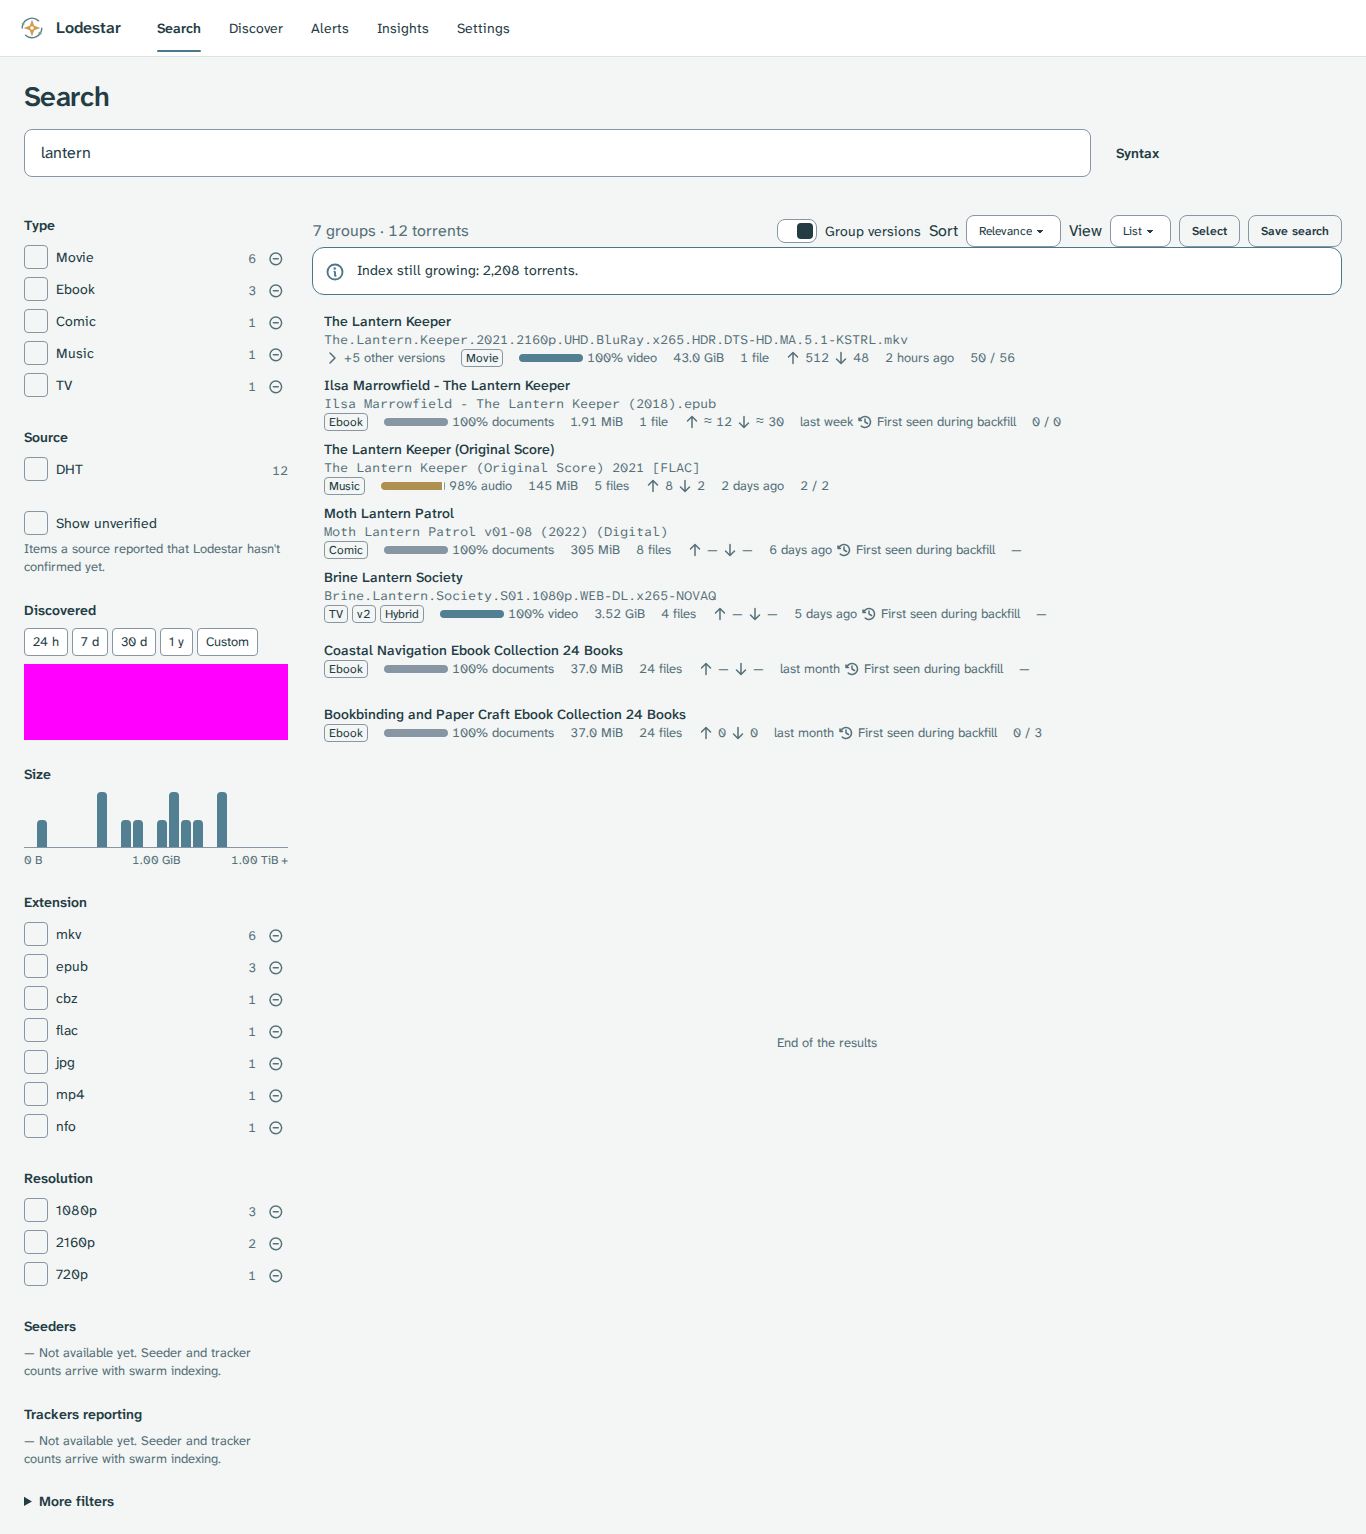 Lodestar
Search
Discover
Alerts
Insights
Settings
Search
lantern
Syntax
Type
Movie 6
Ebook 3
Comic 1
Music 1
TV 1
Source
DHT 12
Show unverified
Items a source reported that Lodestar hasn't
confirmed yet.
Discovered
24 h
7 d
30 d
1 y
Custom
Size
0 B
1.00 GiB
1.00 TiB +
Extension
mkv 6
epub 3
cbz 1
flac 1
jpg 1
mp4 1
nfo 1
Resolution
1080p 3
2160p 2
720p 1
Seeders
— Not available yet. Seeder and tracker
counts arrive with swarm indexing.
Trackers reporting
— Not available yet. Seeder and tracker
counts arrive with swarm indexing.
More filters
7 groups · 12 torrents
Group versions
Sort
Relevance
View
List
Select
Save search
Index still growing: 2,208 torrents.
The Lantern Keeper
The.Lantern.Keeper.2021.2160p.UHD.BluRay.x265.HDR.DTS-HD.MA.5.1-KSTRL.mkv
+5 other versions Movie 100% video 43.0 GiB 1 file ↑ 512 ↓ 48 2 hours ago 50 / 56
Ilsa Marrowfield - The Lantern Keeper
Ilsa Marrowfield - The Lantern Keeper (2018).epub
Ebook 100% documents 1.91 MiB 1 file ↑ ≈ 12 ↓ ≈ 30 last week First seen during backfill 0 / 0
The Lantern Keeper (Original Score)
The Lantern Keeper (Original Score) 2021 [FLAC]
Music 98% audio 145 MiB 5 files ↑ 8 ↓ 2 2 days ago 2 / 2
Moth Lantern Patrol
Moth Lantern Patrol v01-08 (2022) (Digital)
Comic 100% documents 305 MiB 8 files ↑ — ↓ — 6 days ago First seen during backfill —
Brine Lantern Society
Brine.Lantern.Society.S01.1080p.WEB-DL.x265-NOVAQ
TV v2 Hybrid 100% video 3.52 GiB 4 files ↑ — ↓ — 5 days ago First seen during backfill —
Coastal Navigation Ebook Collection 24 Books
Ebook 100% documents 37.0 MiB 24 files ↑ — ↓ — last month First seen during backfill —
Bookbinding and Paper Craft Ebook Collection 24 Books
Ebook 100% documents 37.0 MiB 24 files ↑ 0 ↓ 0 last month First seen during backfill 0 / 3
End of the results